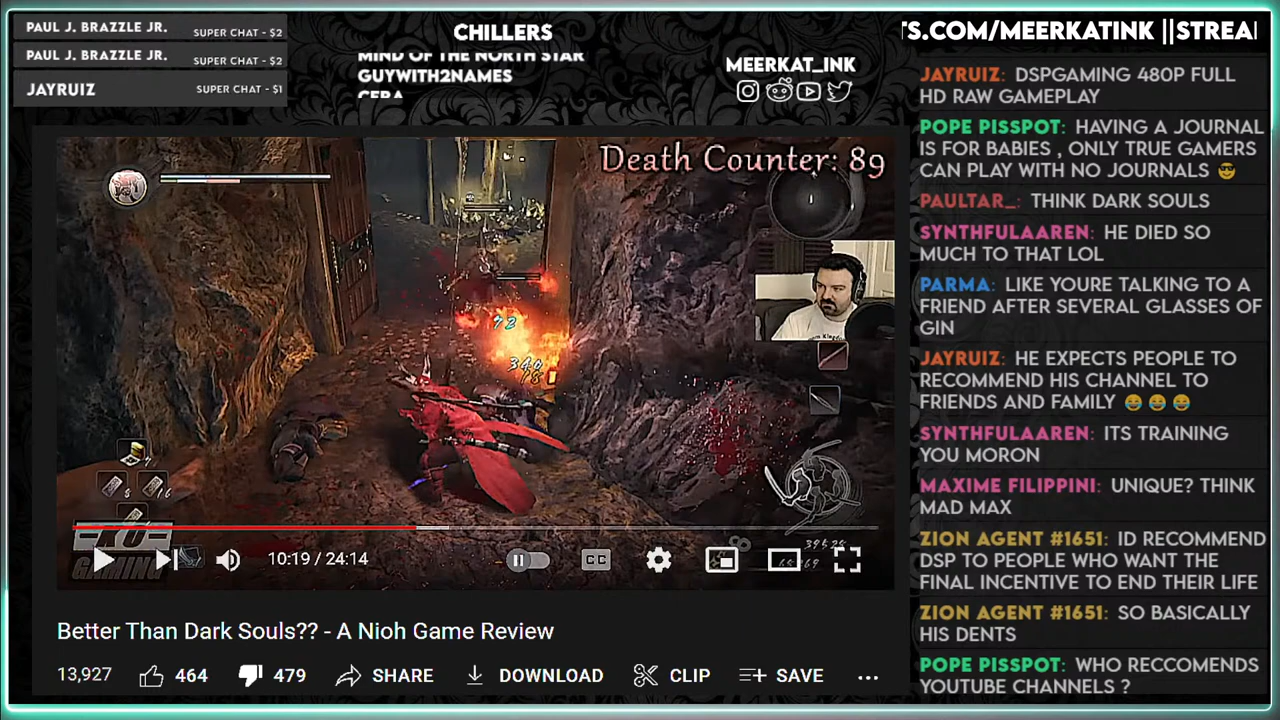 PAUL J. BRAZZLE JR. SUPER CHAT - $2
PAUL J. BRAZZLE JR. SUPER CHAT - $2
JAYRUIZ SUPER CHAT - $1
CHILLERS
MIND OF THE NORTH STAR
GUYWITH2NAMES
CERA
MEERKAT_INK
TS.COM/MEERKATINK ||STREA
Death Counter: 89
72
340
GAMING
10:19 / 24:14
CC
Better Than Dark Souls?? - A Nioh Game Review
13,927 464 479 SHARE DOWNLOAD CLIP SAVE ...
JAYRUIZ: DSPGAMING 480P FULL
HD RAW GAMEPLAY
POPE PISSPOT: HAVING A JOURNAL
IS FOR BABIES , ONLY TRUE GAMERS
CAN PLAY WITH NO JOURNALS 😎
PAULTAR_: THINK DARK SOULS
SYNTHFULAAREN: HE DIED SO
MUCH TO THAT LOL
PARMA: LIKE YOURE TALKING TO A
FRIEND AFTER SEVERAL GLASSES OF
GIN
JAYRUIZ: HE EXPECTS PEOPLE TO
RECOMMEND HIS CHANNEL TO
FRIENDS AND FAMILY 😂 😂 😂
SYNTHFULAAREN: ITS TRAINING
YOU MORON
MAXIME FILIPPINI: UNIQUE? THINK
MAD MAX
ZION AGENT #1651: ID RECOMMEND
DSP TO PEOPLE WHO WANT THE
FINAL INCENTIVE TO END THEIR LIFE
ZION AGENT #1651: SO BASICALLY
HIS DENTS
POPE PISSPOT: WHO RECCOMENDS
YOUTUBE CHANNELS ?